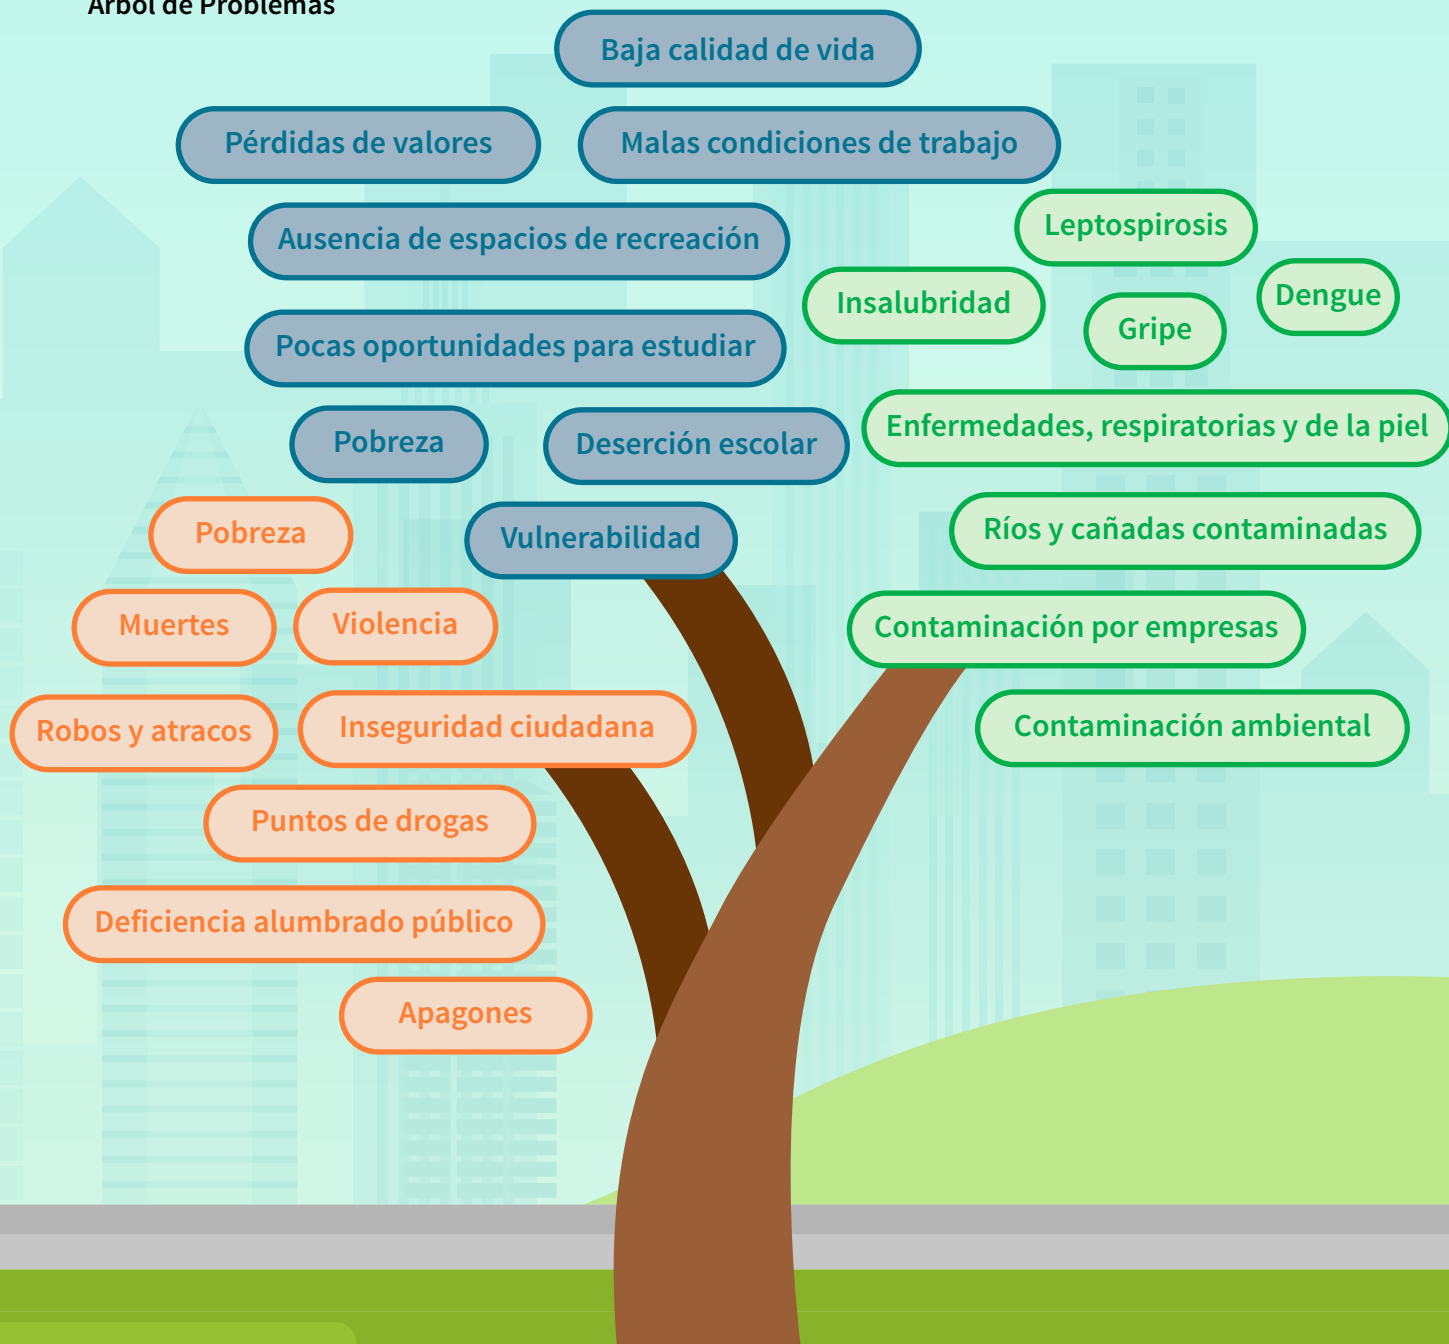 Árbol de Problemas
Baja calidad de vida
Pérdidas de valores
Malas condiciones de trabajo
Ausencia de espacios de recreación
Pocas oportunidades para estudiar
Pobreza
Deserción escolar
Vulnerabilidad
Leptospirosis
Insalubridad
Gripe
Dengue
Enfermedades, respiratorias y de la piel
Ríos y cañadas contaminadas
Contaminación por empresas
Contaminación ambiental
Pobreza
Muertes
Violencia
Robos y atracos
Inseguridad ciudadana
Puntos de drogas
Deficiencia alumbrado público
Apagones